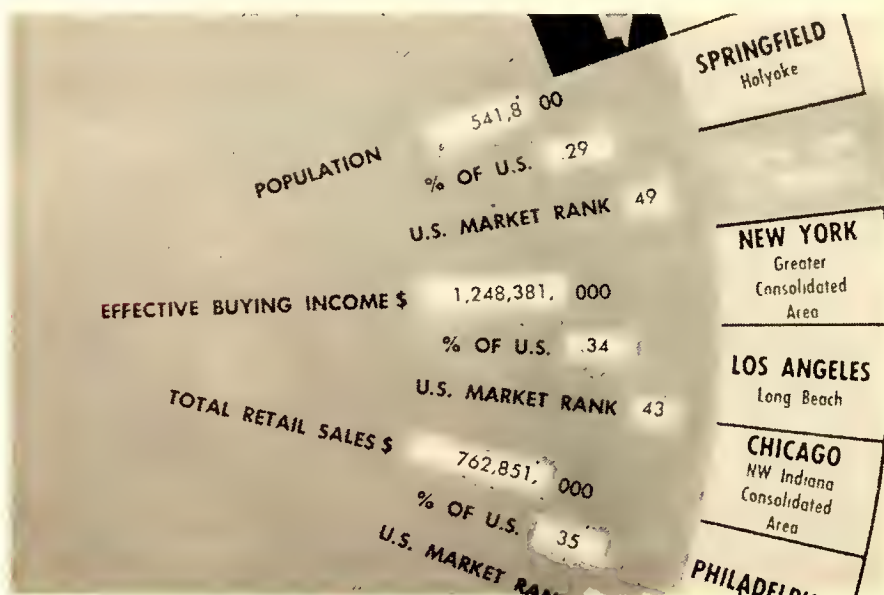 SPRINGFIELD
Holyoke
POPULATION 541,8 00
% OF U.S. .29
U.S. MARKET RANK 49
NEW YORK
Greater
Consolidated
Area
EFFECTIVE BUYING INCOME $ 1,248,381, 000
% OF U.S. .34
U.S. MARKET RANK 43
LOS ANGELES
Long Beach
TOTAL RETAIL SALES $ 762,851, 000
% OF U.S. 35
U.S. MARKET
CHICAGO
NW Indiana
Consolidated
Area